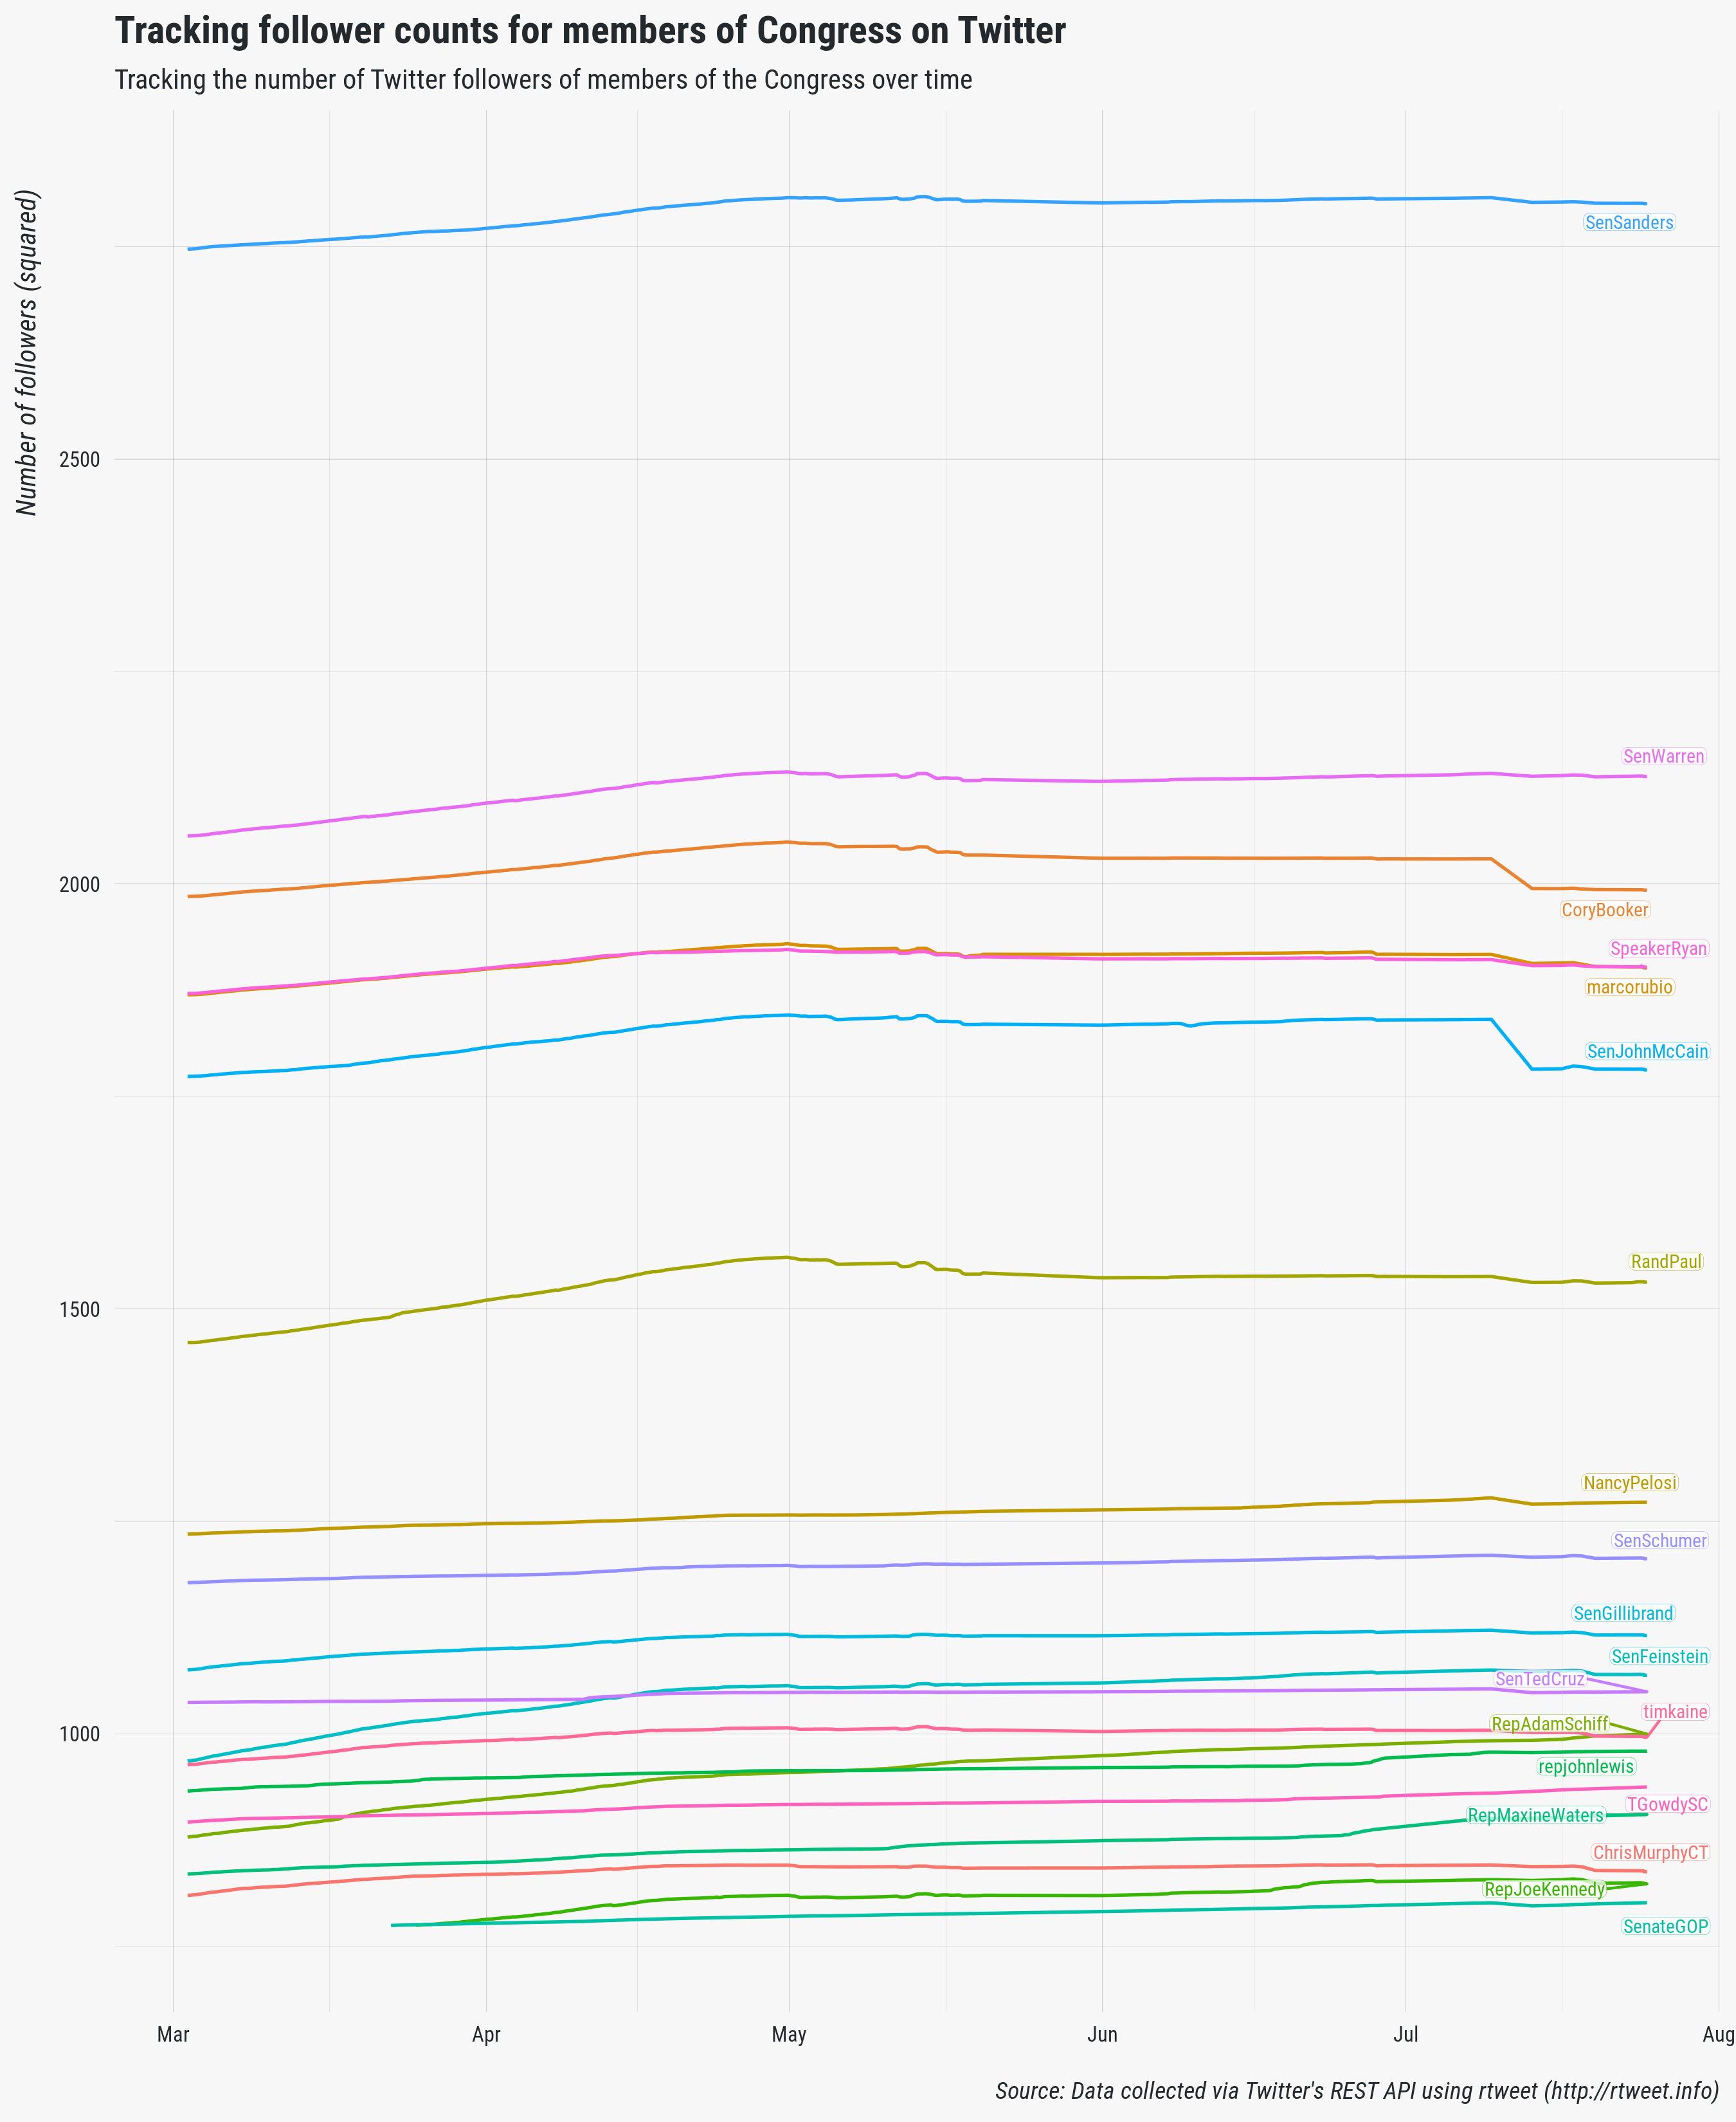 Tracking follower counts for members of Congress on Twitter
Tracking the number of Twitter followers of members of the Congress over time
Number of followers (squared)
SenSanders
2500
SenWarren
2000
CoryBooker
SpeakerRyan
marcorubio
SenJohnMcCain
RandPaul
1500
NancyPelosi
SenSchumer
SenGillibrand
SenFeinstein
SenTedCruz
timkaine
RepAdamSchiff
1000
repjohnlewis
TGowdySC
RepMaxineWaters
ChrisMurphyCT
RepJoeKennedy
SenateGOP
Mar Apr May Jun Jul Aug
Source: Data collected via Twitter's REST API using rtweet (http://rtweet.info)